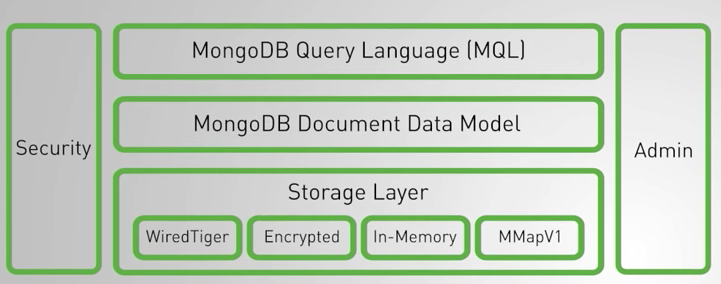 MongoDB Query Language (MQL)
MongoDB Document Data Model
Security
Admin
Storage Layer
WiredTiger
Encrypted
In-Memory
MMapV1